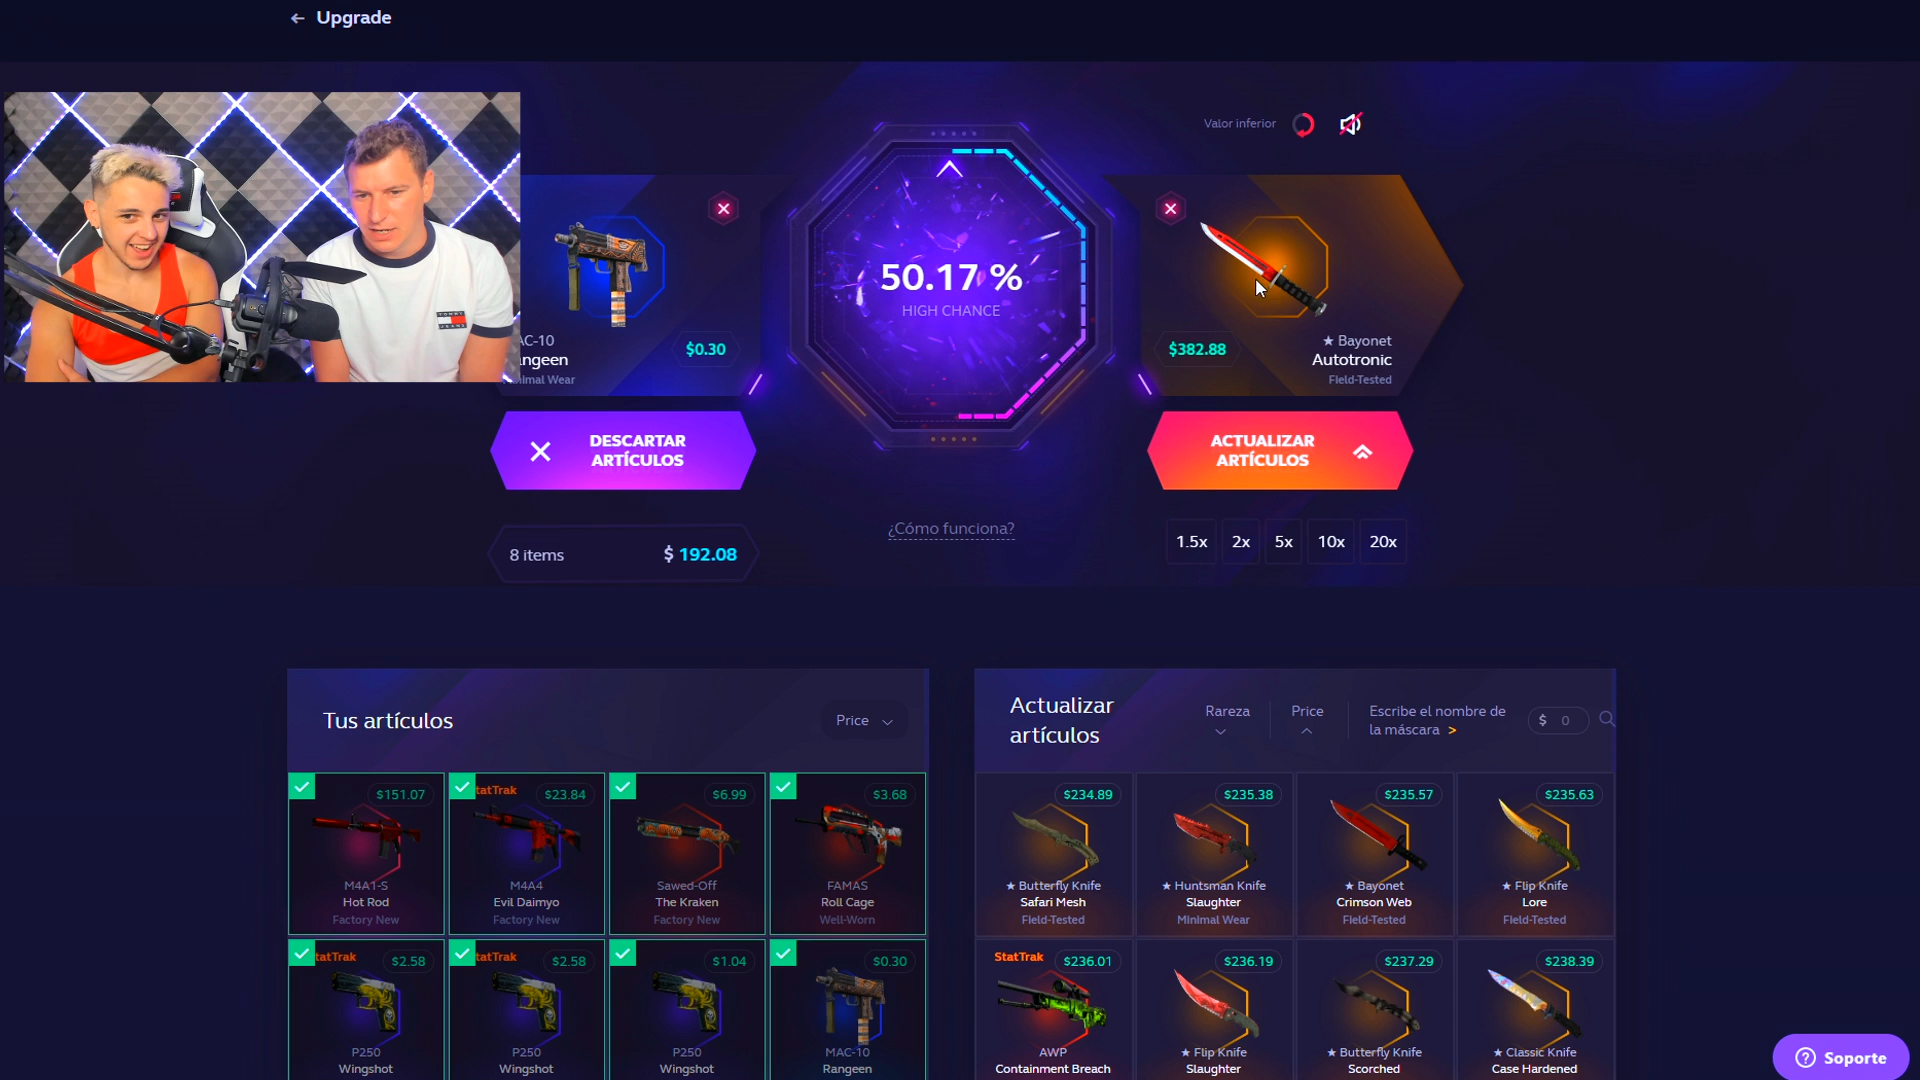 Upgrade
Valor inferior
50.17 %
HIGH CHANCE
AC-10
ngeen
nimal Wear
$0.30
$382.88
★ Bayonet
Autotronic
Field-Tested
TOMMY
JEANS
DESCARTAR
ARTÍCULOS
ACTUALIZAR
ARTÍCULOS
8 items
$ 192.08
¿Cómo funciona?
1.5x 2x 5x 10x 20x
Tus artículos
Price
Actualizar
artículos
Rareza
Price
Escribe el nombre de
la máscara >
$ 0
$151.07
M4A1-S
Hot Rod
Factory New
tatTrak
$23.84
M4A4
Evil Daimyo
Factory New
$6.99
Sawed-Off
The Kraken
Factory New
$3.68
FAMAS
Roll Cage
Well-Worn
$234.89
★ Butterfly Knife
Safari Mesh
Field-Tested
$235.38
★ Huntsman Knife
Slaughter
Minimal Wear
$235.57
★ Bayonet
Crimson Web
Field-Tested
$235.63
★ Flip Knife
Lore
Field-Tested
tatTrak
$2.58
P250
Wingshot
tatTrak
$2.58
P250
Wingshot
$1.04
P250
Wingshot
$0.30
MAC-10
Rangeen
StatTrak
$236.01
AWP
Containment Breach
$236.19
★ Flip Knife
Slaughter
$237.29
★ Butterfly Knife
Scorched
$238.39
★ Classic Knife
Case Hardened
Soporte